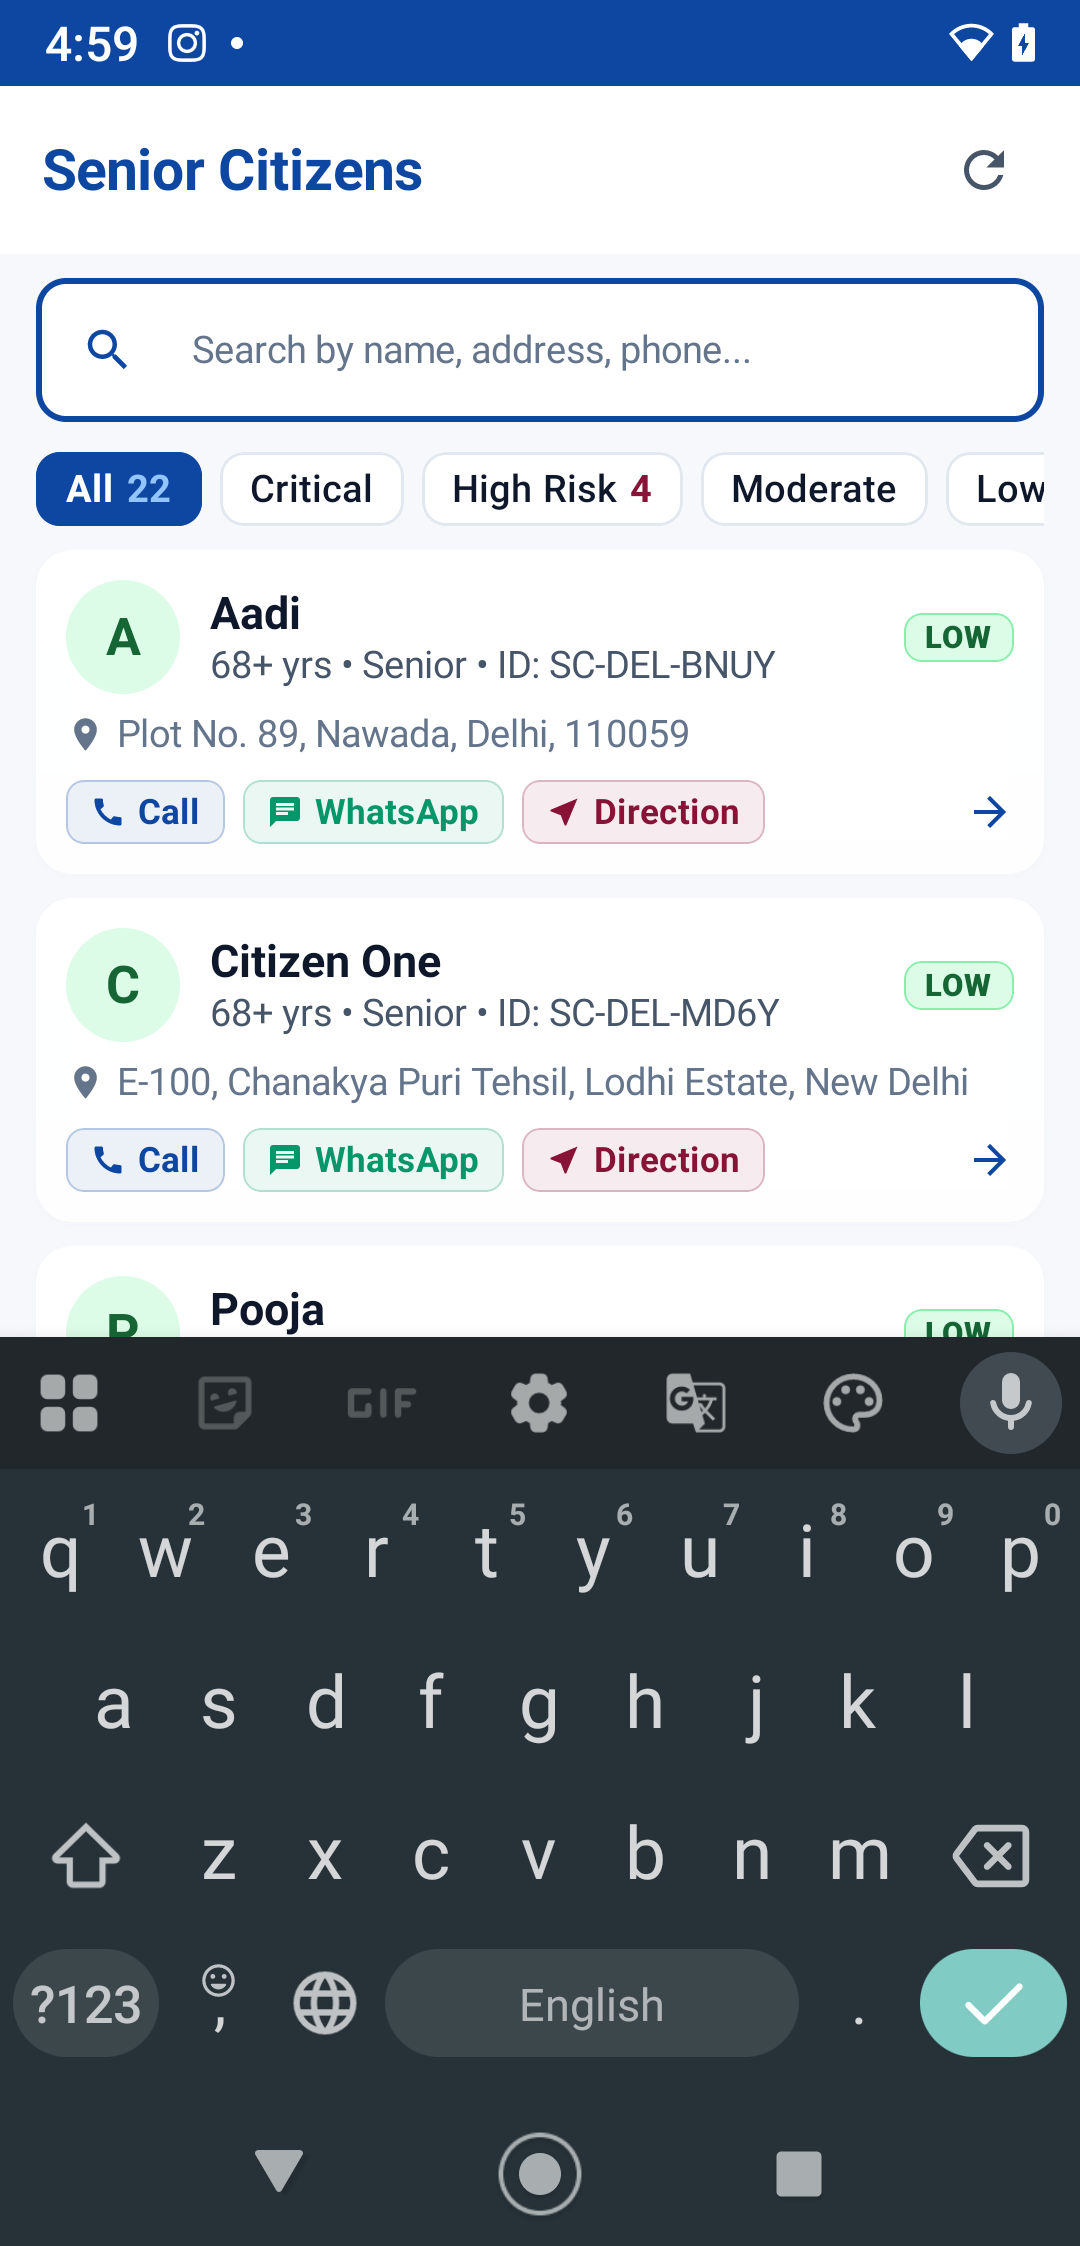 4:59
Senior Citizens
Search by name, address, phone...
All 22 Critical High Risk 4 Moderate Low
A
Aadi
68+ yrs • Senior • ID: SC-DEL-BNUY
LOW
Plot No. 89, Nawada, Delhi, 110059
Call WhatsApp Direction
C
Citizen One
68+ yrs • Senior • ID: SC-DEL-MD6Y
LOW
E-100, Chanakya Puri Tehsil, Lodhi Estate, New Delhi
Call WhatsApp Direction
P
Pooja
LOW
GIF G 文
1 2 3 4 5 6 7 8 9 0
q w e r t y u i o p
a s d f g h j k l
z x c v b n m
?123 , English .